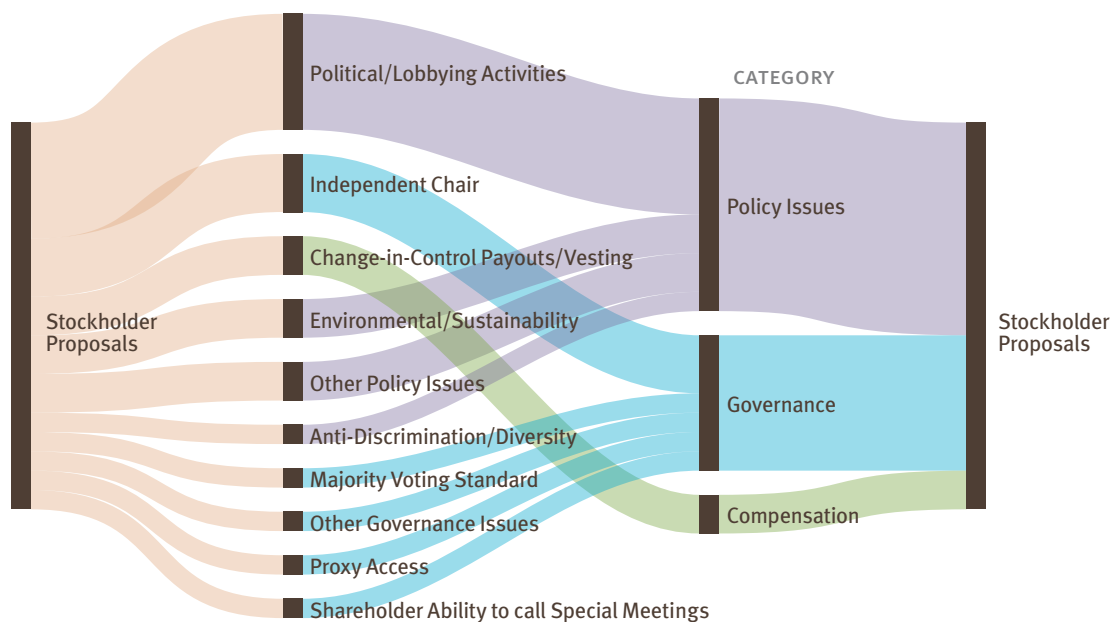 Political/Lobbying Activities
CATEGORY
Independent Chair
Policy Issues
Change-in-Control Payouts/Vesting
Stockholder
Proposals
Environmental/Sustainability
Stockholder
Proposals
Other Policy Issues
Governance
Anti-Discrimination/Diversity
Majority Voting Standard
Other Governance Issues
Compensation
Proxy Access
Shareholder Ability to call Special Meetings